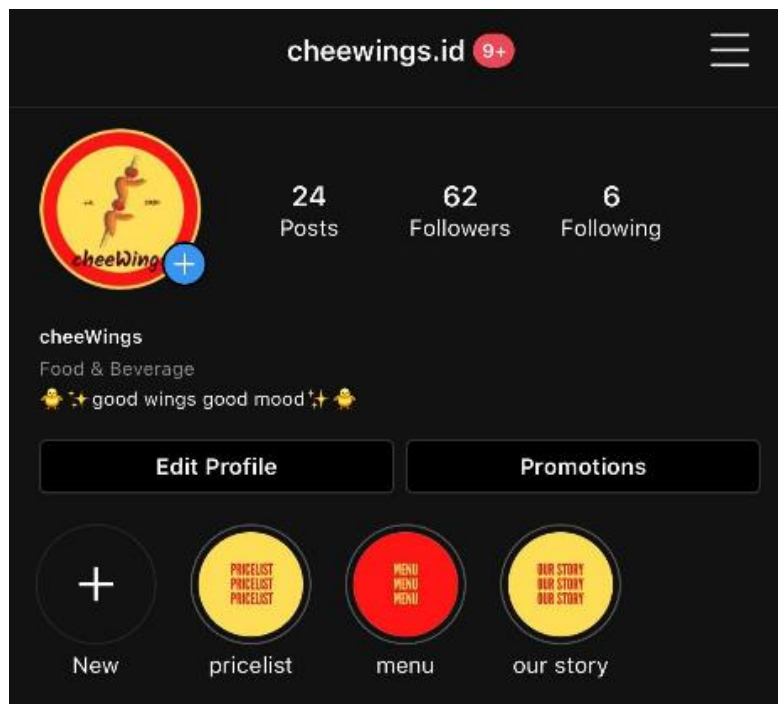 cheewings.id 9+
24 62 6
Posts Followers Following
cheeWing
cheeWings
Food & Beverage
🐥✨good wings good mood✨🐥
Edit Profile Promotions
PRICELIST MENU OUR STORY
PRICELIST MENU OUR STORY
PRICELIST MENU OUR STORY
New pricelist menu our story